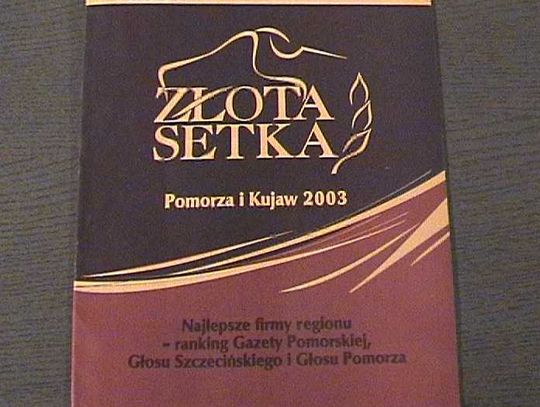 ZŁOTA
SETKA
Pomorza i Kujaw 2003
Najlepsze firmy regionu
– ranking Gazety Pomorskiej,
Głosu Szczecińskiego i Głosu Pomorza